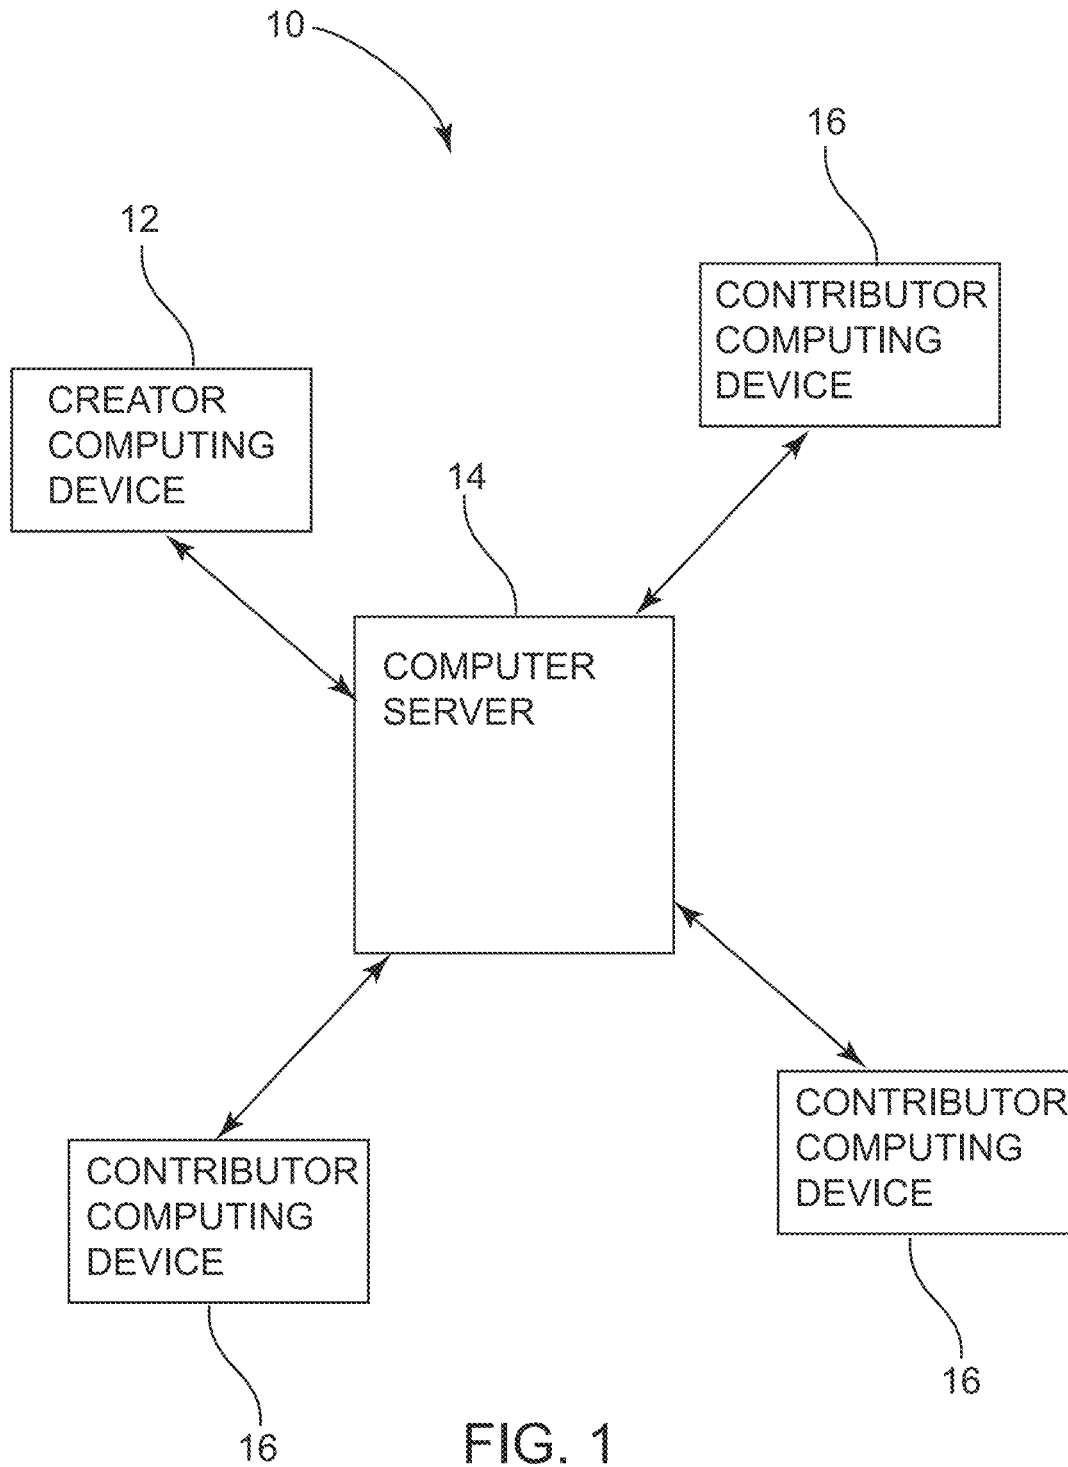 10
16
12
CONTRIBUTOR
COMPUTING
DEVICE
CREATOR
COMPUTING
DEVICE
14
COMPUTER
SERVER
CONTRIBUTOR
COMPUTING
DEVICE
CONTRIBUTOR
COMPUTING
DEVICE
16
16
FIG. 1